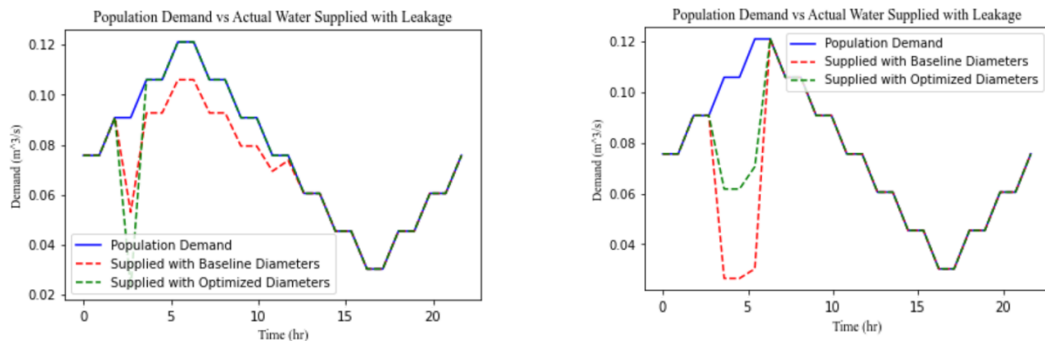 Population Demand vs Actual Water Supplied with Leakage
0.12
0.10
0.08
0.06
0.04
0.02
Demand (m^3/s)
Population Demand
Supplied with Baseline Diameters
Supplied with Optimized Diameters
0
5
10
15
20
Time (hr)
Population Demand vs Actual Water Supplied with Leakage
0.12
0.10
0.08
0.06
0.04
Demand (m^3/s)
Population Demand
Supplied with Baseline Diameters
Supplied with Optimized Diameters
0
5
10
15
20
Time (hr)